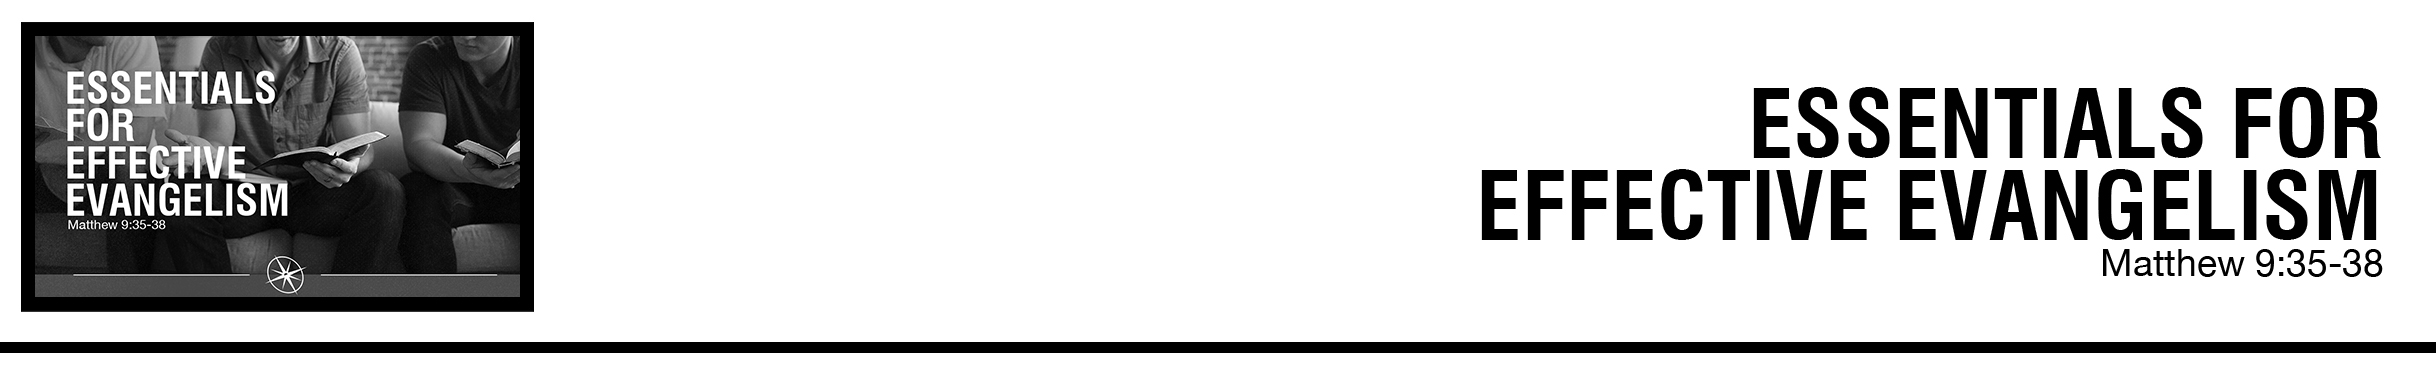 ESSENTIALS
FOR
EFFECTIVE
EVANGELISM
Matthew 9:35-38
ESSENTIALS FOR
EFFECTIVE EVANGELISM
Matthew 9:35-38